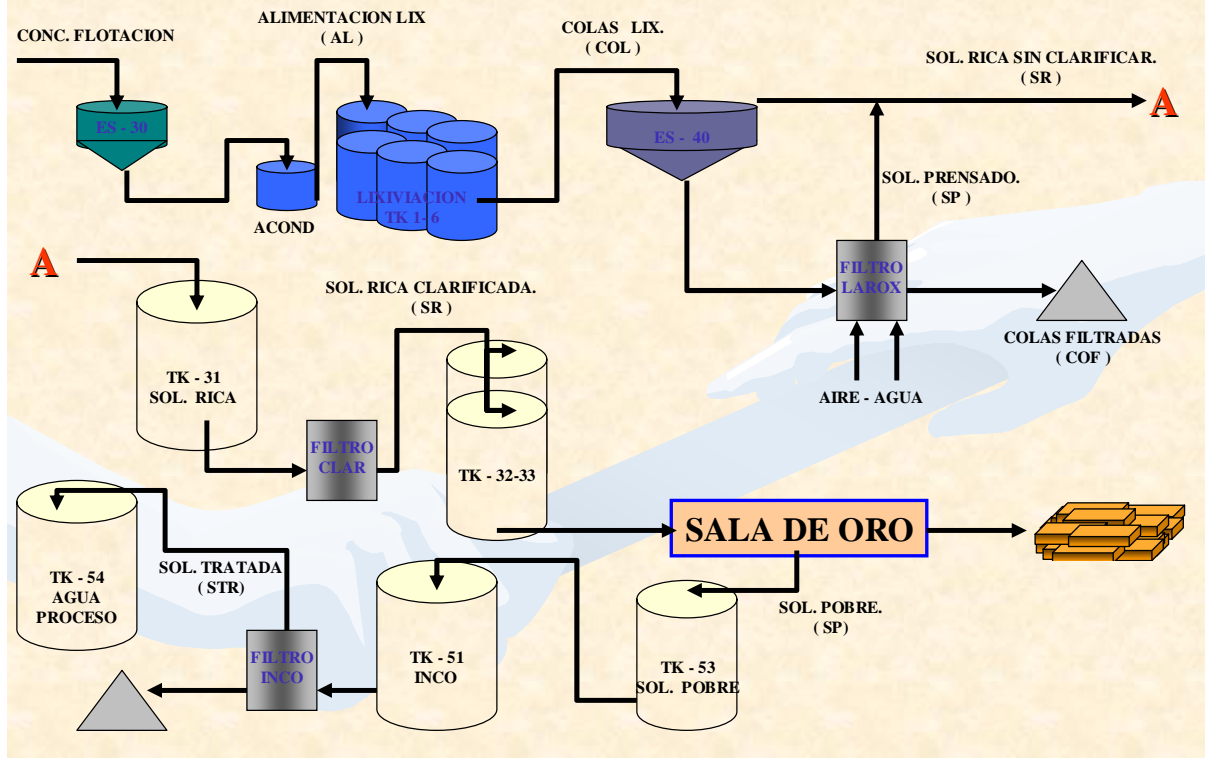 CONC. FLOTACION
ALIMENTACION LIX
( AL )
COLAS LIX.
( COL )
SOL. RICA SIN CLARIFICAR.
( SR )
A
ES - 30
ES - 40
LIXIVIACION
TK 1- 6
ACOND
SOL. PRENSADO.
(SP )
FILTRO
LAROX
COLAS FILTRADAS
( COF )
AIRE - AGUA
A
SOL. RICA CLARIFICADA.
( SR )
TK - 31
SOL. RICA
FILTRO
CLAR
TK - 32-33
SALA DE ORO
TK - 54
AGUA
PROCESO
SOL. TRATADA
( STR)
FILTRO
INCO
TK - 51
INCO
TK - 53
SOL. POBRE
SOL. POBRE.
( SP)